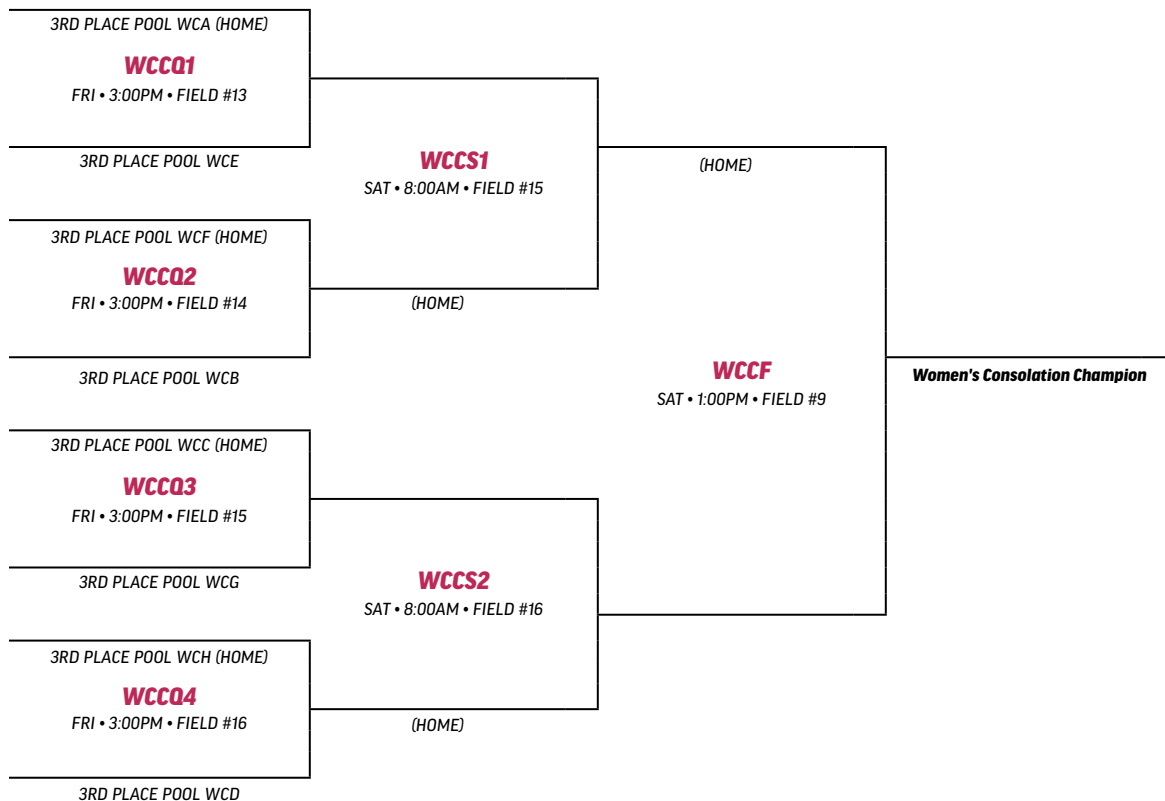 3RD PLACE POOL WCA (HOME)
WCCQ1
FRI • 3:00PM • FIELD #13
3RD PLACE POOL WCE
WCCS1
SAT • 8:00AM • FIELD #15
(HOME)
3RD PLACE POOL WCF (HOME)
WCCQ2
FRI • 3:00PM • FIELD #14
(HOME)
3RD PLACE POOL WCB
WCCF
SAT • 1:00PM • FIELD #9
Women's Consolation Champion
3RD PLACE POOL WCC (HOME)
WCCQ3
FRI • 3:00PM • FIELD #15
3RD PLACE POOL WCG
WCCS2
SAT • 8:00AM • FIELD #16
3RD PLACE POOL WCH (HOME)
WCCQ4
FRI • 3:00PM • FIELD #16
(HOME)
3RD PLACE POOL WCD